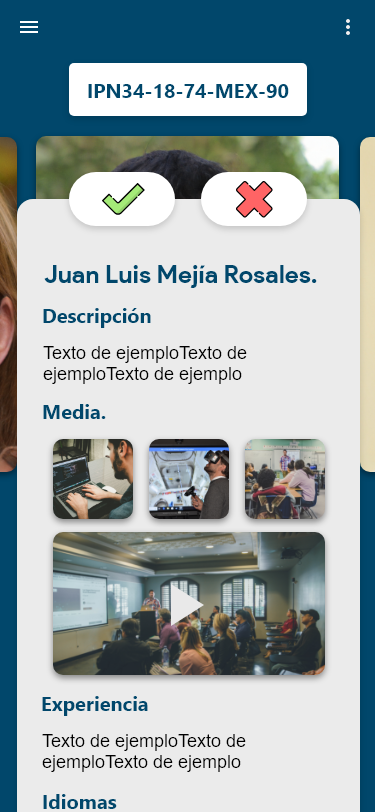 IPN34-18-74-MEX-90
Juan Luis Mejía Rosales.
Descripción
Texto de ejemploTexto de
ejemploTexto de ejemplo
Media.
Experiencia
Texto de ejemploTexto de
ejemploTexto de ejemplo
Idiomas